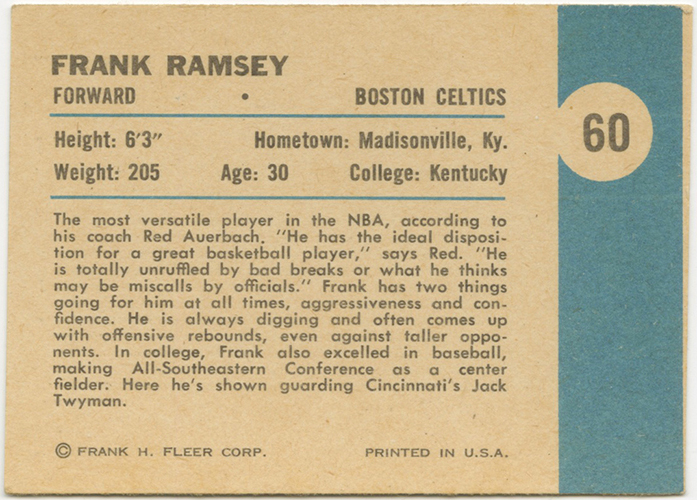 FRANK RAMSEY
FORWARD • BOSTON CELTICS
60
Height: 6'3" Hometown: Madisonville, Ky.
Weight: 205 Age: 30 College: Kentucky
The most versatile player in the NBA, according to
his coach Red Auerbach. "He has the ideal disposi-
tion for a great basketball player," says Red. "He
is totally unruffled by bad breaks or what he thinks
may be miscalls by officials." Frank has two things
going for him at all times, aggressiveness and con-
fidence. He is always digging and often comes up
with offensive rebounds, even against taller oppo-
nents. In college, Frank also excelled in baseball,
making All-Southeastern Conference as a center
fielder. Here he's shown guarding Cincinnati's Jack
Twyman.
© FRANK H. FLEER CORP. PRINTED IN U.S.A.